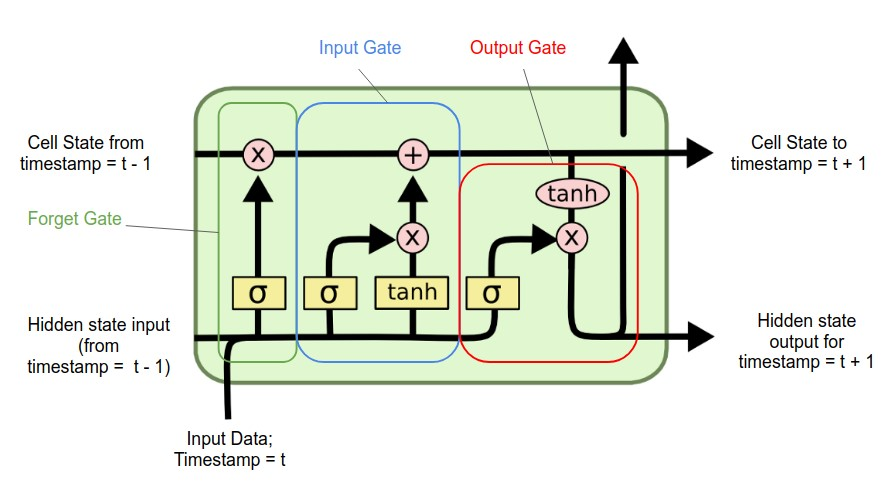 Input Gate
Output Gate
Cell State from
timestamp = t - 1
x
+
Cell State to
timestamp = t + 1
tanh
Forget Gate
x
x
σ
σ
tanh
σ
Hidden state input
(from
timestamp =  t - 1)
Hidden state
output for
timestamp = t + 1
Input Data;
Timestamp = t